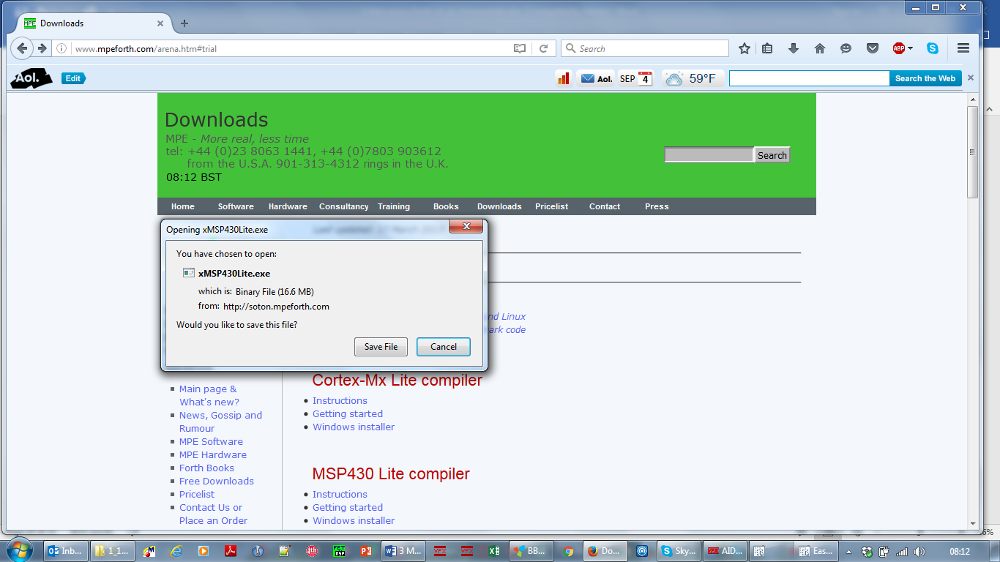 Downloads
www.mpeforth.com/arena.htm#trial
Search
ABP
Aol.
Edit
Aol.
SEP 4
59°F
Search the Web
Downloads
MPE - More real, less time
tel: +44 (0)23 8063 1441, +44 (0)7803 903612
from the U.S.A. 901-313-4312 rings in the U.K.
08:12 BST
Search
Home Software Hardware Consultancy Training Books Downloads Pricelist Contact Press
Opening xMSP430Lite.exe
You have chosen to open:
xMSP430Lite.exe
which is: Binary File (16.6 MB)
from: http://soton.mpeforth.com
Would you like to save this file?
Save File Cancel
nd Linux
ark code
Main page &
What's new?
News, Gossip and
Rumour
MPE Software
MPE Hardware
Forth Books
Free Downloads
Pricelist
Contact Us or
Place an Order
Cortex-Mx Lite compiler
Instructions
Getting started
Windows installer
MSP430 Lite compiler
Instructions
Getting started
Windows installer
Inb... 1_1... 3 M... VFX VFX BB... Do... Sky... AID... Eas... 08:12